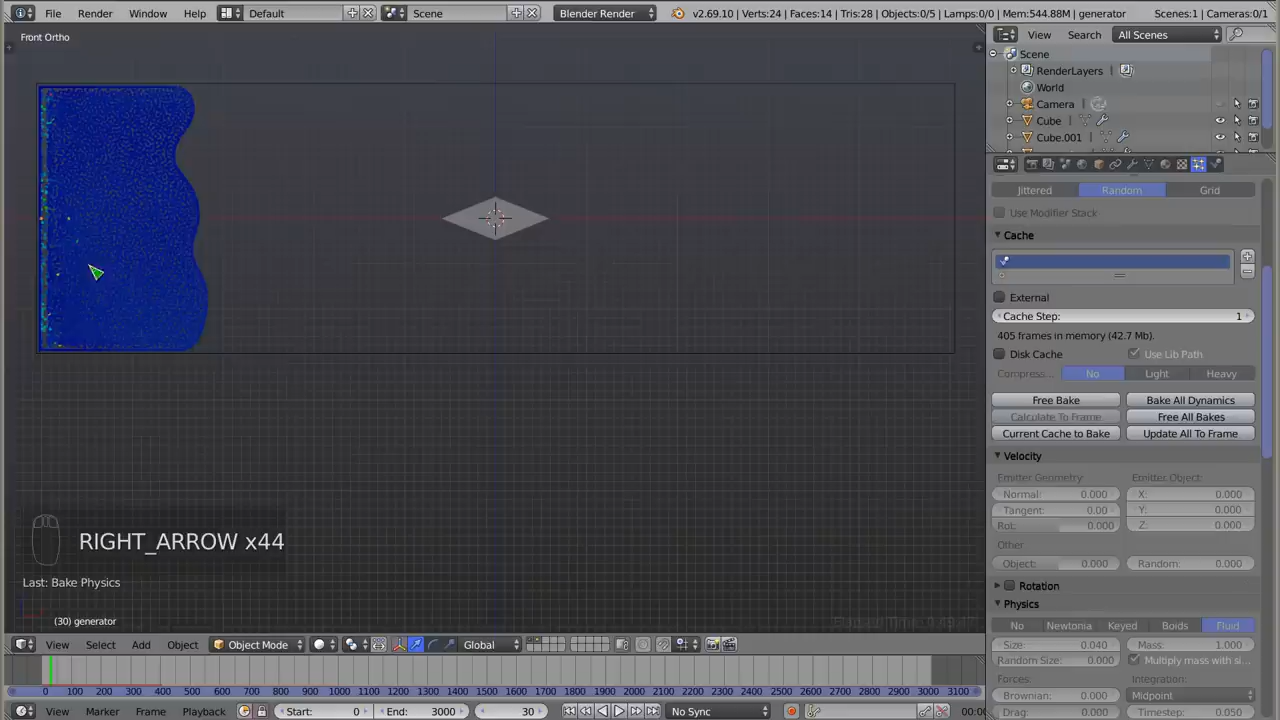 File Render Window Help Default Scene Blender Render v2.69.10 | Verts:24 | Faces:14 | Tris:28 | Objects:0/5 | Lamps:0/0 | Mem:544.88M | generator Scenes:1 | Cameras:0/1
Front Ortho
View Search All Scenes
Scene
RenderLayers
World
Camera
Cube
Cube.001
Jittered Random Grid
Use Modifier Stack
Cache
External
Cache Step: 1
405 frames in memory (42.7 Mb).
Disk Cache Use Lib Path
Compress... No Light Heavy
Free Bake Bake All Dynamics
Calculate To Frame Free All Bakes
Current Cache to Bake Update All To Frame
Velocity
Emitter Geometry: Emitter Object:
Normal: 0.000 X: 0.000
Tangent: 0.00 Y: 0.000
Rot: 0.000 Z: 0.000
Other
Object: 0.000 Random: 0.000
Rotation
Physics
No Newtonia Keyed Boids Fluid
Size: 0.040 Mass: 1.000
Random Size: 0.000 Multiply mass with si...
Forces: Integration:
Brownian: 0.000 Midpoint
Drag: 0.000 Timestep: 0.050
RIGHT_ARROW x44
Last: Bake Physics
(30) generator
View Select Add Object Object Mode Global
0 100 200 300 400 500 600 700 800 900 1000 1100 1200 1300 1400 1500 1600 1700 1800 1900 2000 2100 2200 2300 2400 2500 2600 2700 2800 2900 3000 3100
View Marker Frame Playback Start: 0 End: 3000 30 No Sync